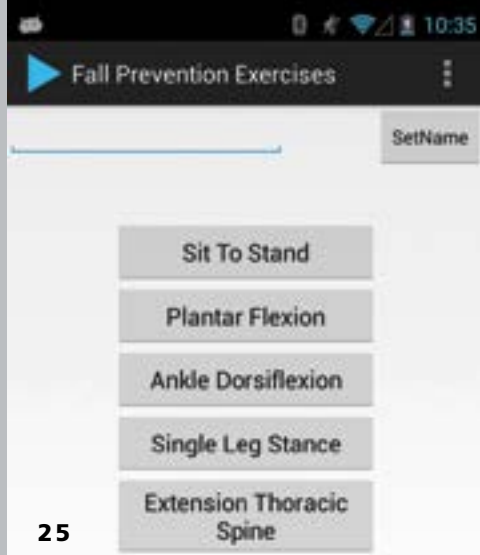 10:35
Fall Prevention Exercises
SetName
Sit To Stand
Plantar Flexion
Ankle Dorsiflexion
Single Leg Stance
Extension Thoracic
Spine
25